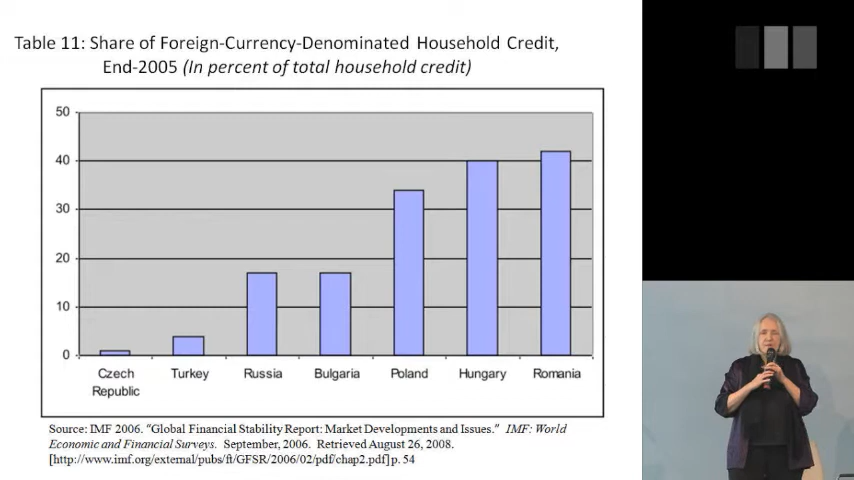 Table 11: Share of Foreign-Currency-Denominated Household Credit,
End-2005 (In percent of total household credit)
50
40
30
20
10
0
Czech Republic
Turkey
Russia
Bulgaria
Poland
Hungary
Romania
Source: IMF 2006. "Global Financial Stability Report: Market Developments and Issues." IMF: World
Economic and Financial Surveys. September, 2006. Retrieved August 26, 2008.
[http://www.imf.org/external/pubs/ft/GFSR/2006/02/pdf/chap2.pdf] p. 54